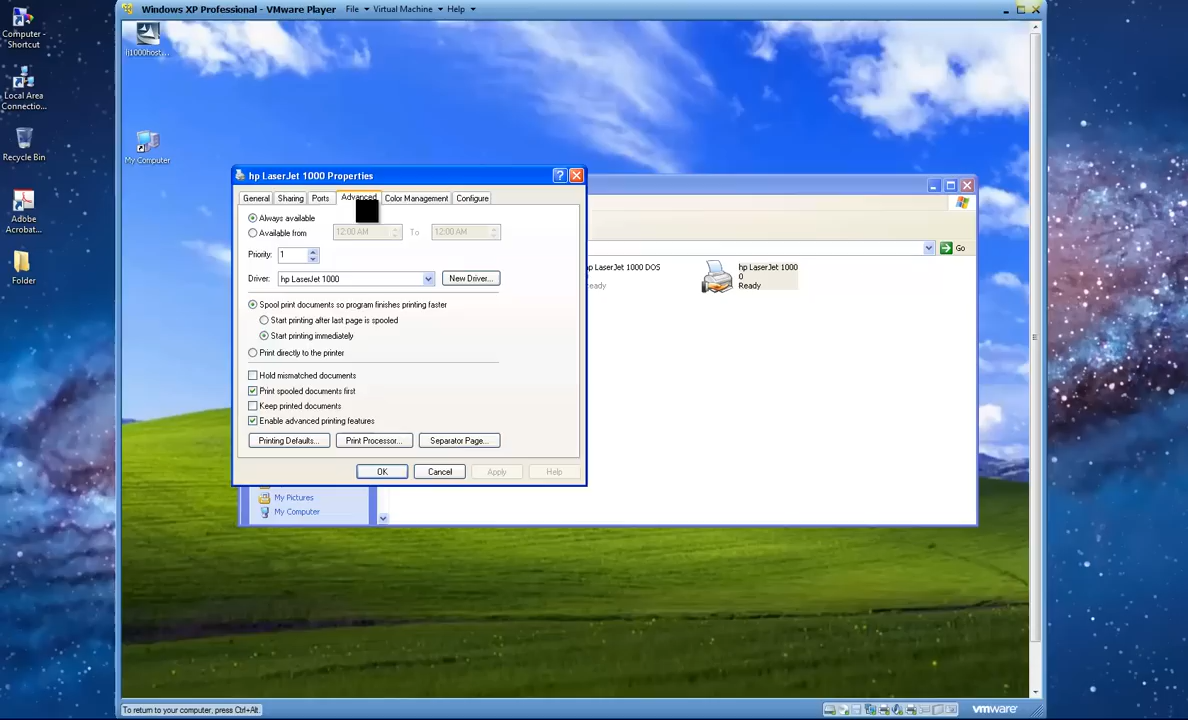 Windows XP Professional - VMware Player File Virtual Machine Help
Computer - Shortcut
Local Area Connectio...
Recycle Bin
Adobe Acrobat...
Folder
lj1000host...
My Computer
hp LaserJet 1000 Properties
General Sharing Ports Advanced Color Management Configure
Always available
Available from 12:00 AM To 12:00 AM
Priority: 1
Driver: hp LaserJet 1000 New Driver...
Spool print documents so program finishes printing faster
Start printing after last page is spooled
Start printing immediately
Print directly to the printer
Hold mismatched documents
Print spooled documents first
Keep printed documents
Enable advanced printing features
Printing Defaults... Print Processor... Separator Page...
OK Cancel Apply Help
Go
hp LaserJet 1000 DOS
eady
hp LaserJet 1000
0
Ready
My Pictures
My Computer
To return to your computer, press Ctrl+Alt.
vmware